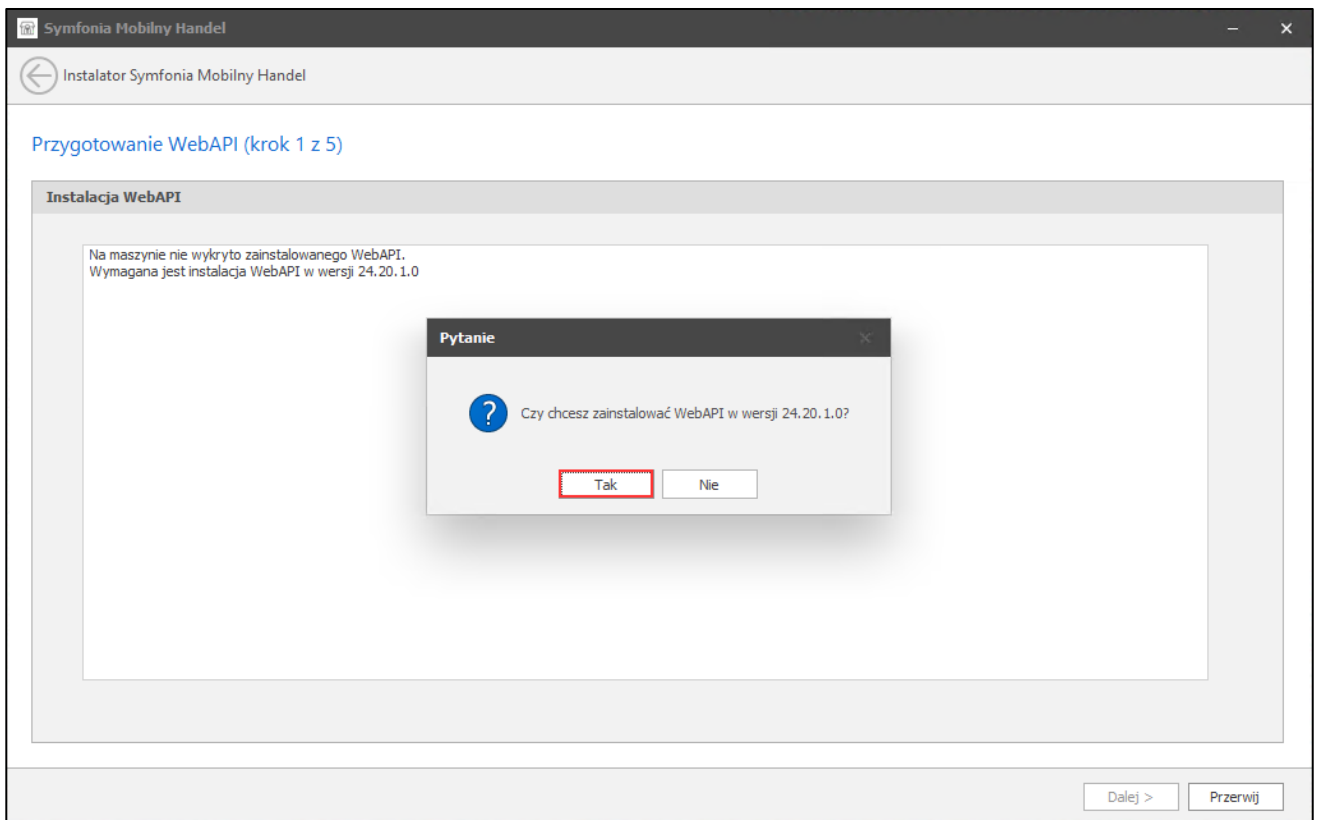 Symfonia Mobilny Handel
Instalator Symfonia Mobilny Handel
Przygotowanie WebAPI (krok 1 z 5)
Instalacja WebAPI
Na maszynie nie wykryto zainstalowanego WebAPI.
Wymagana jest instalacja WebAPI w wersji 24.20.1.0
Pytanie
Czy chcesz zainstalować WebAPI w wersji 24.20.1.0?
Tak Nie
Dalej > Przerwij